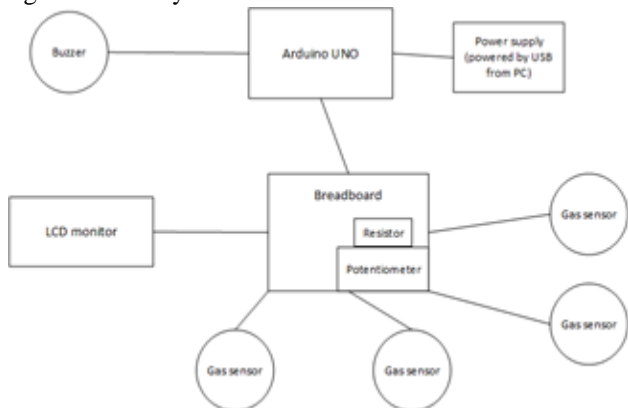 Buzzer
Arduino UNO
Power supply
(powered by USB
from PC)
Breadboard
Resistor
Potentiometer
LCD monitor
Gas sensor
Gas sensor
Gas sensor
Gas sensor